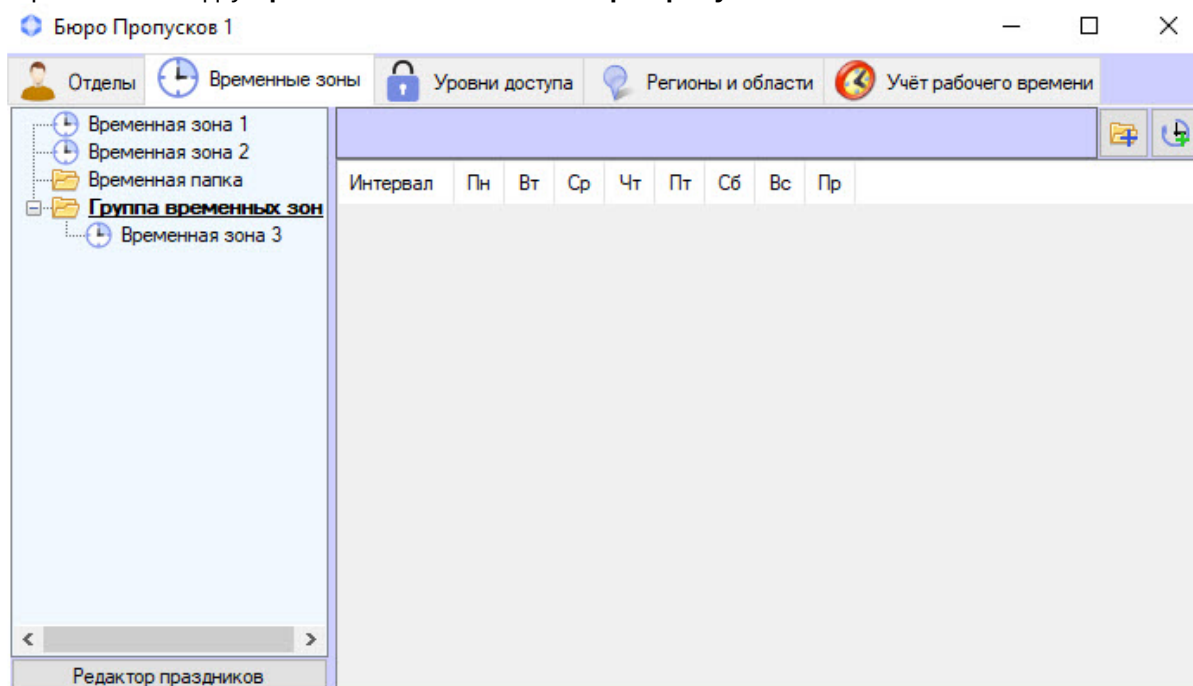 Бюро Пропусков 1
Отделы Временные зоны Уровни доступа Регионы и области Учёт рабочего времени
Временная зона 1
Временная зона 2
Временная папка
Группа временных зон
Временная зона 3
Интервал Пн Вт Ср Чт Пт Сб Вс Пр
Редактор праздников